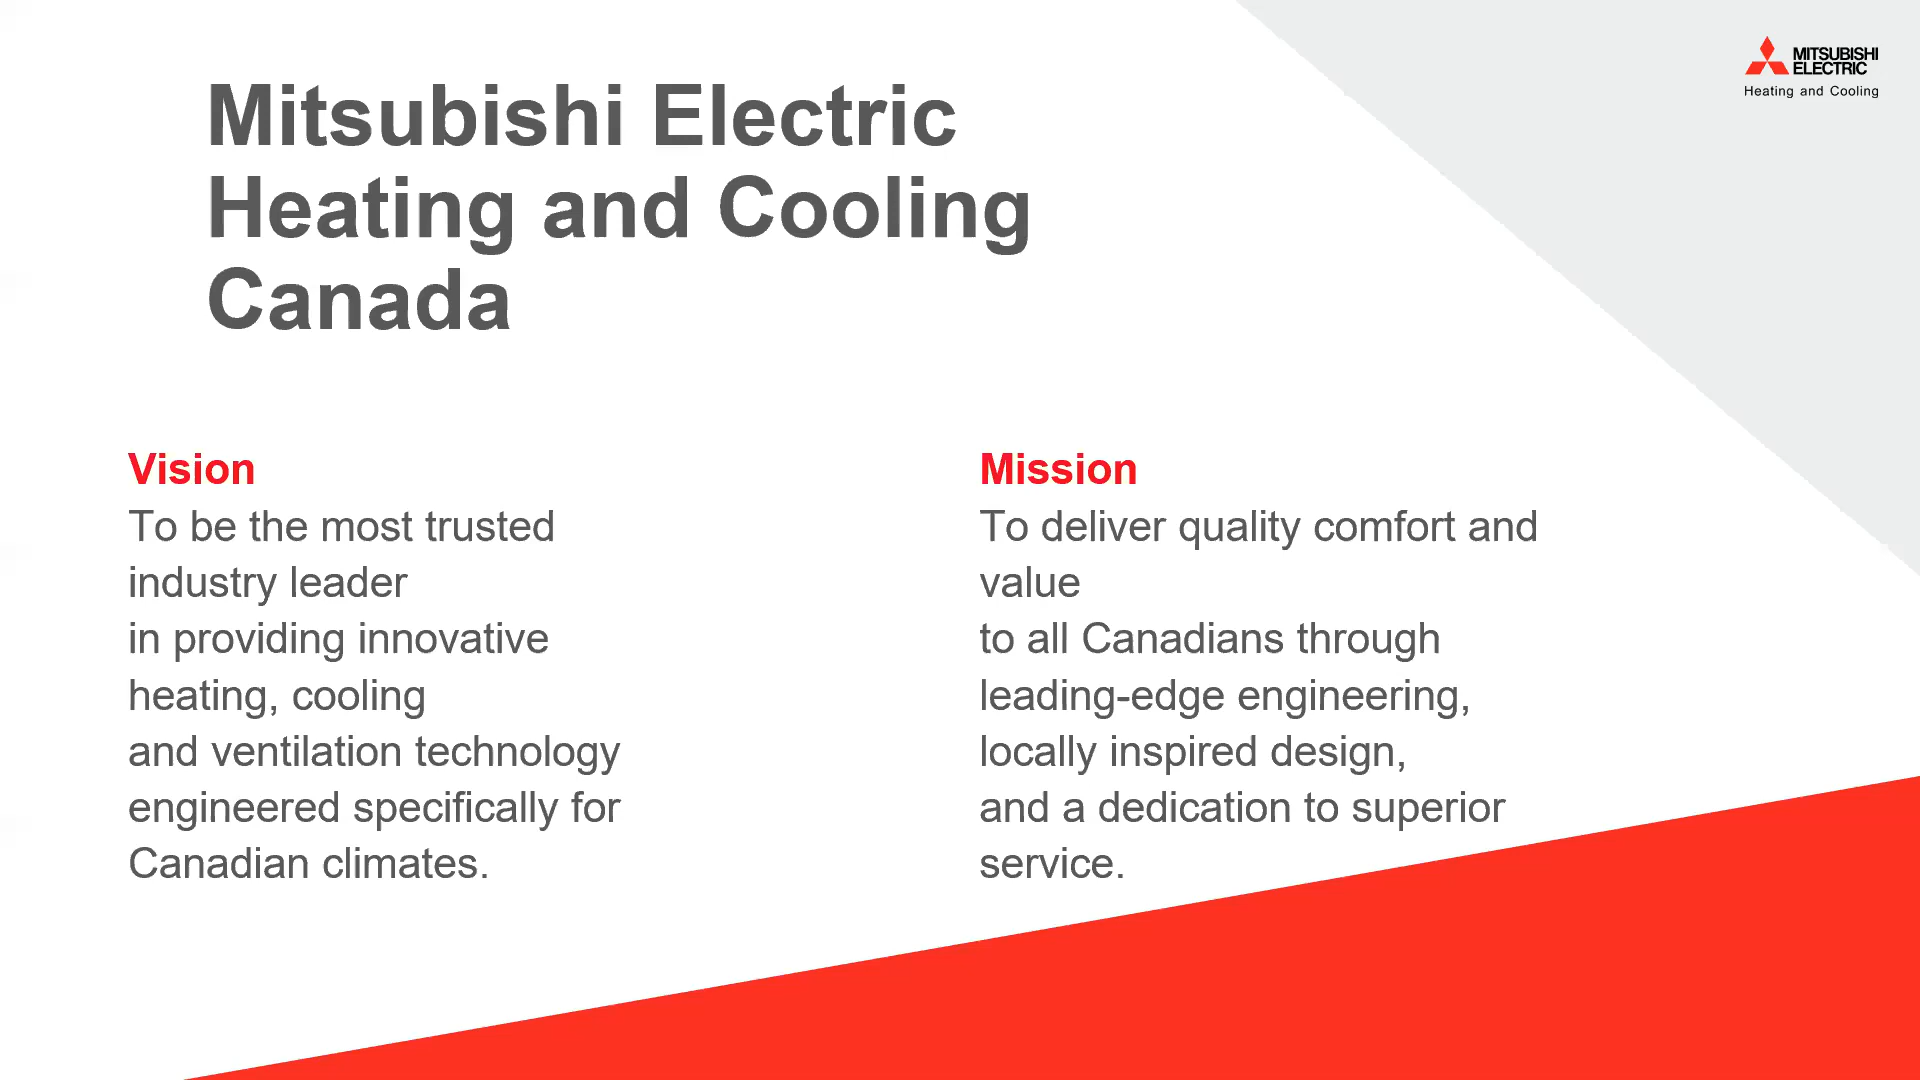 MITSUBISHI
ELECTRIC
Heating and Cooling
Mitsubishi Electric
Heating and Cooling
Canada
Vision
To be the most trusted
industry leader
in providing innovative
heating, cooling
and ventilation technology
engineered specifically for
Canadian climates.
Mission
To deliver quality comfort and
value
to all Canadians through
leading-edge engineering,
locally inspired design,
and a dedication to superior
service.